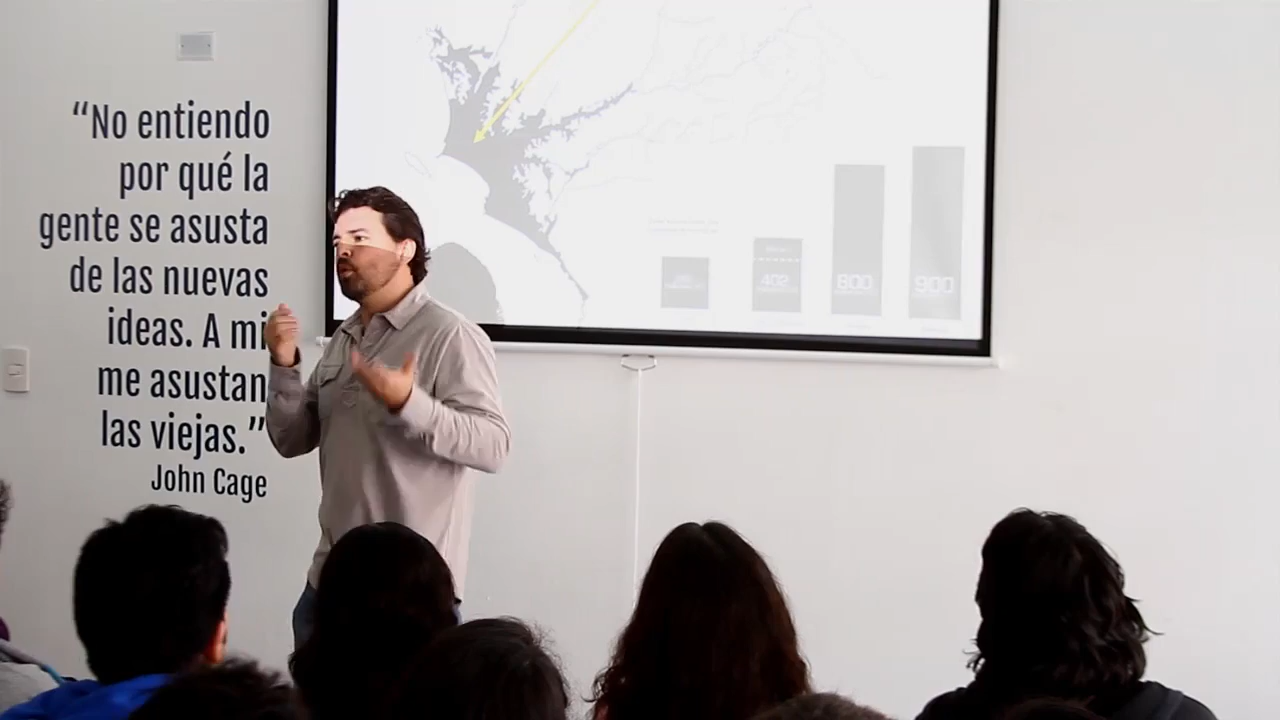 “No entiendo
por qué la
gente se asusta
de las nuevas
ideas. A mi
me asustan
las viejas.”
John Cage
402
800
900